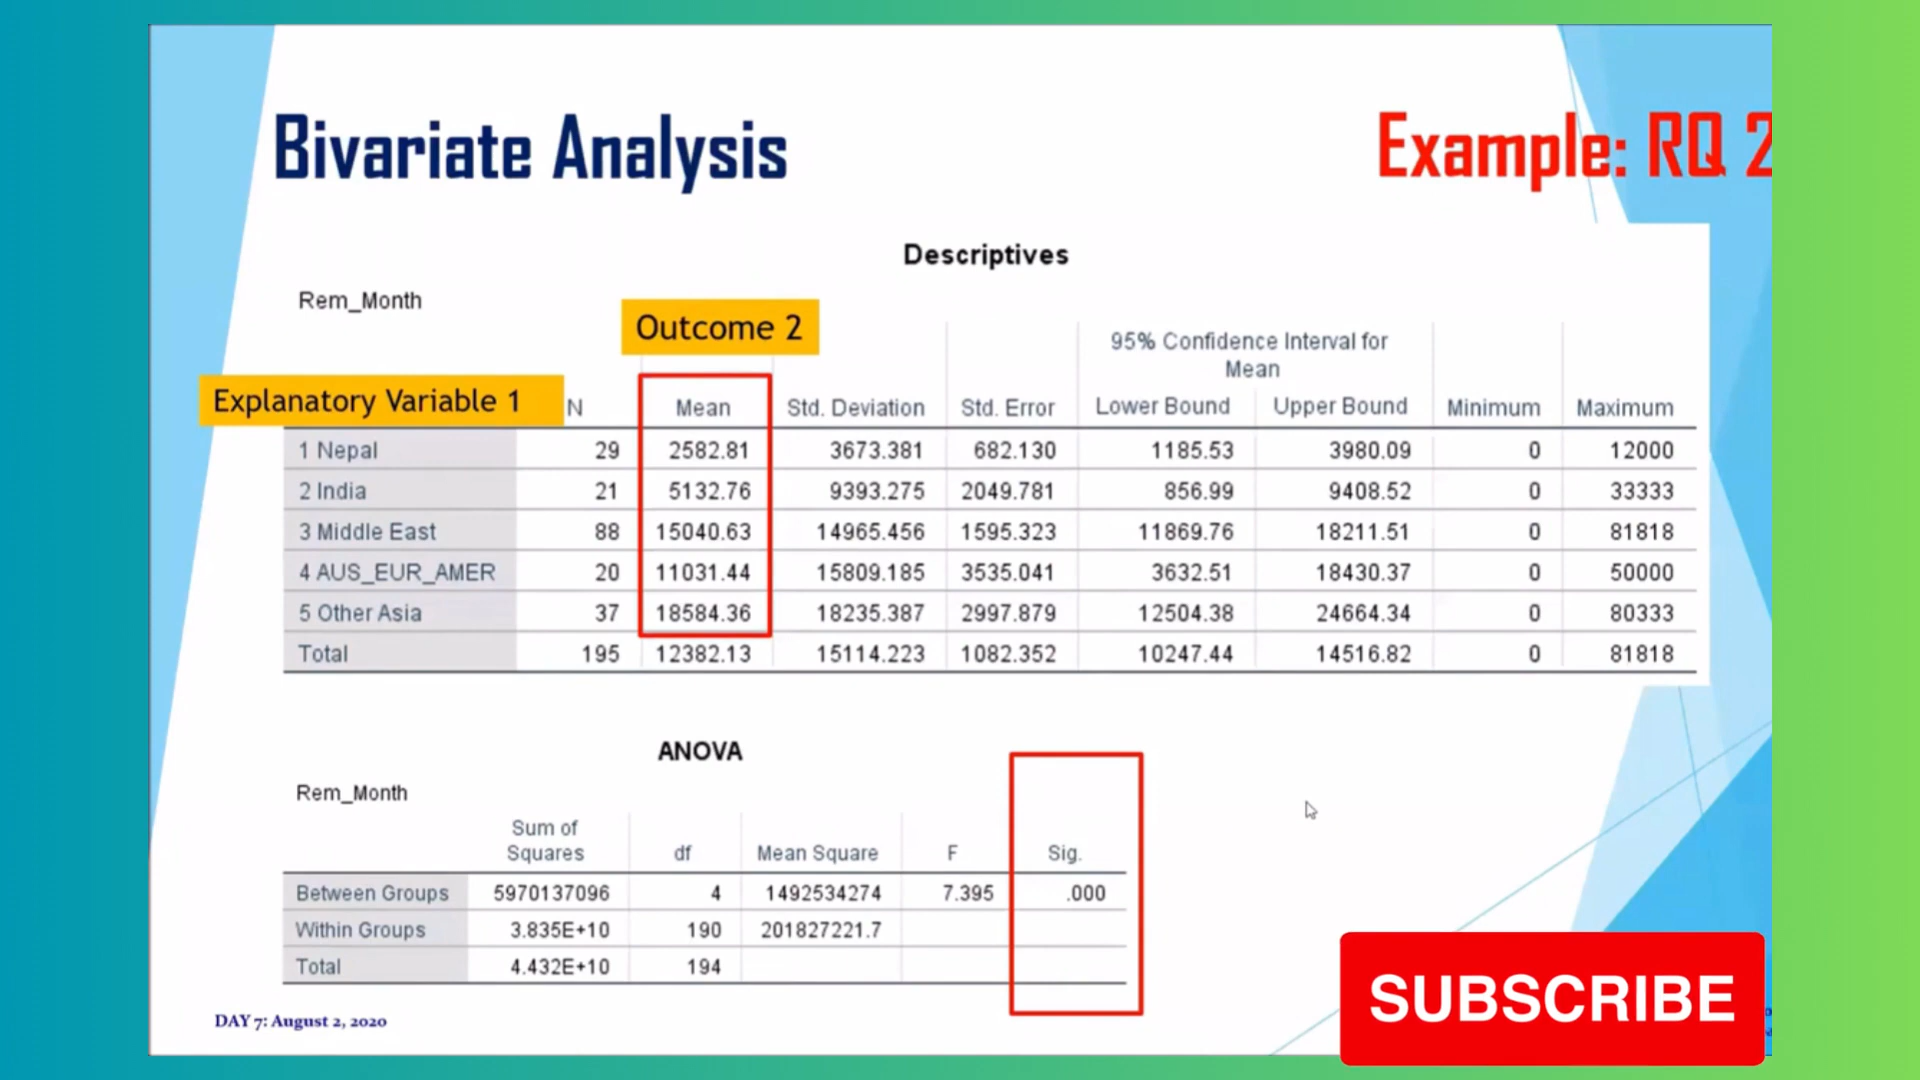 Bivariate Analysis
Example: RQ 2
Descriptives
Rem_Month
Outcome 2
95% Confidence Interval for
Mean
Explanatory Variable 1 N Mean Std. Deviation Std. Error Lower Bound Upper Bound Minimum Maximum
1 Nepal 29 2582.81 3673.381 682.130 1185.53 3980.09 0 12000
2 India 21 5132.76 9393.275 2049.781 856.99 9408.52 0 33333
3 Middle East 88 15040.63 14965.456 1595.323 11869.76 18211.51 0 81818
4 AUS_EUR_AMER 20 11031.44 15809.185 3535.041 3632.51 18430.37 0 50000
5 Other Asia 37 18584.36 18235.387 2997.879 12504.38 24664.34 0 80333
Total 195 12382.13 15114.223 1082.352 10247.44 14516.82 0 81818
ANOVA
Rem_Month
Sum of
Squares df Mean Square F Sig.
Between Groups 5970137096 4 1492534274 7.395 .000
Within Groups 3.835E+10 190 201827221.7
Total 4.432E+10 194
DAY 7: August 2, 2020
SUBSCRIBE